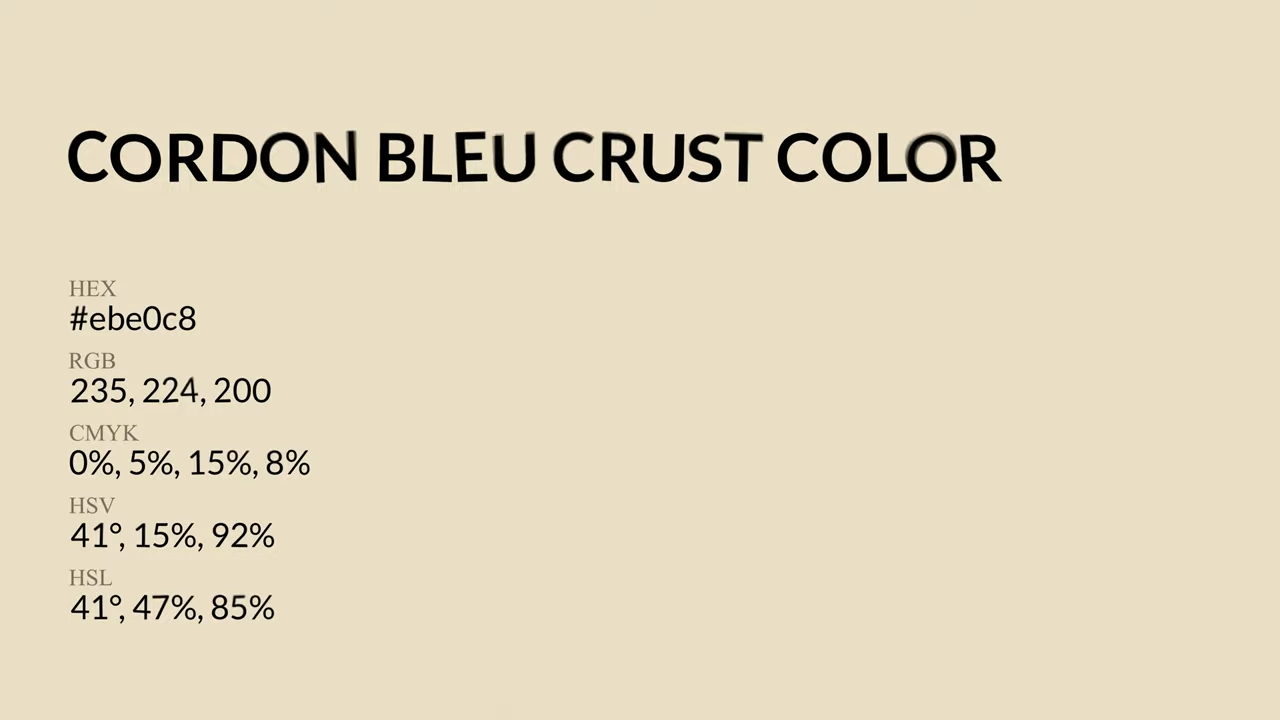 CORDON BLEU CRUST COLOR
HEX
#ebe0c8
RGB
235, 224, 200
CMYK
0%, 5%, 15%, 8%
HSV
41°, 15%, 92%
HSL
41°, 47%, 85%